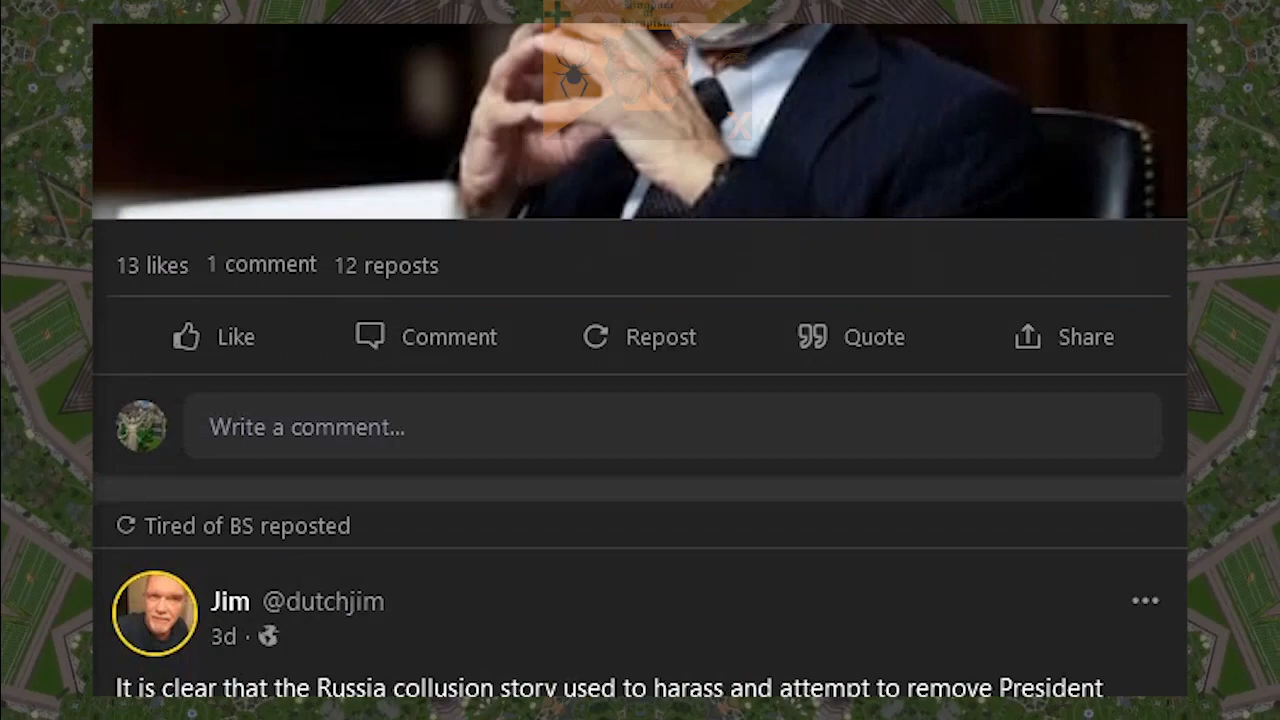 13 likes 1 comment 12 reposts
Like Comment Repost Quote Share
Write a comment...
Tired of BS reposted
Jim @dutchjim
3d ·
It is clear that the Russia collusion story used to harass and attempt to remove President